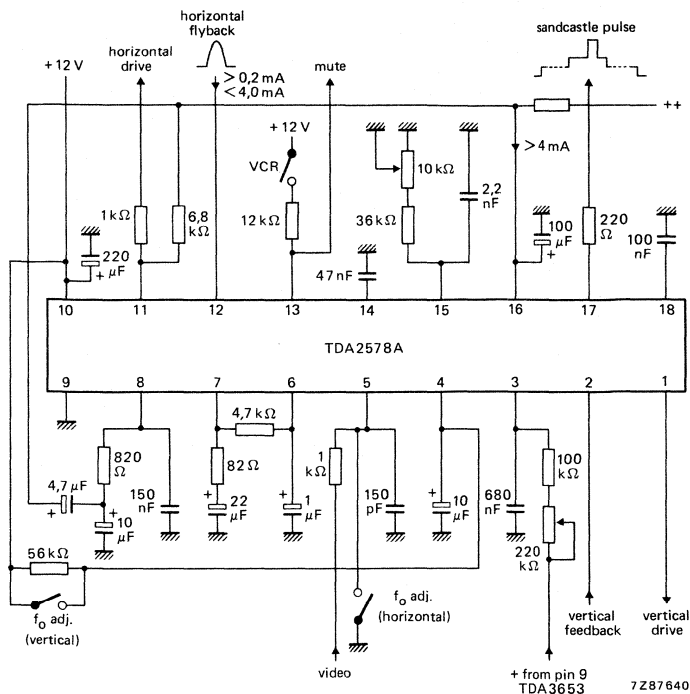 horizontal
flyback
sandcastle pulse
horizontal
drive
+12 V
> 0,2 mA
< 4,0 mA
mute
++
+12 V
VCR
> 4 mA
10 kΩ
2,2
nF
1 kΩ
6,8
kΩ
12 kΩ
36 kΩ
100
μF
+
220
Ω
100
nF
220
μF
+
47 nF
10
11
12
13
14
15
16
17
18
TDA2578A
9
8
7
6
5
4
3
2
1
4,7 kΩ
820
Ω
82 Ω
1
kΩ
100
kΩ
4,7 μF
+
+
10
μF
150
nF
+
22
μF
+
1
μF
150
pF
+
10
μF
680
nF
220
kΩ
56 kΩ
fo adj.
(vertical)
fo adj.
(horizontal)
vertical
feedback
vertical
drive
video
+ from pin 9
TDA3653
7Z87640